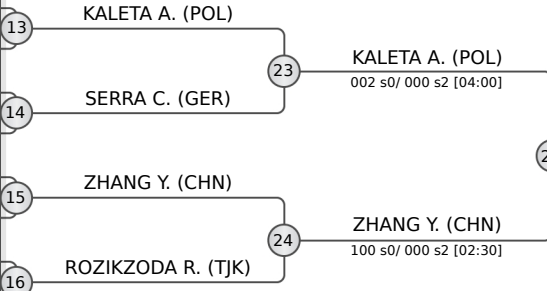 KALETA A. (POL)
13
23
KALETA A. (POL)
002 s0/ 000 s2 [04:00]
SERRA C. (GER)
14
ZHANG Y. (CHN)
15
24
ZHANG Y. (CHN)
100 s0/ 000 s2 [02:30]
ROZIKZODA R. (TJK)
16